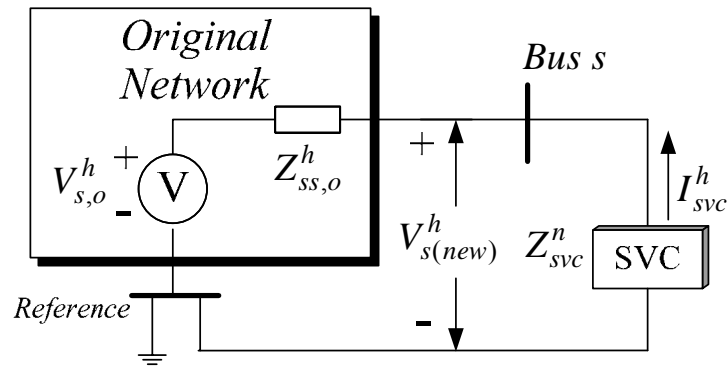 Original
Network
Bus s
+
V^h_{s,o}
-
V
Z^h_{ss,o}
+
V^h_{s(new)}
-
Z^n_{svc}
SVC
I^h_{svc}
Reference